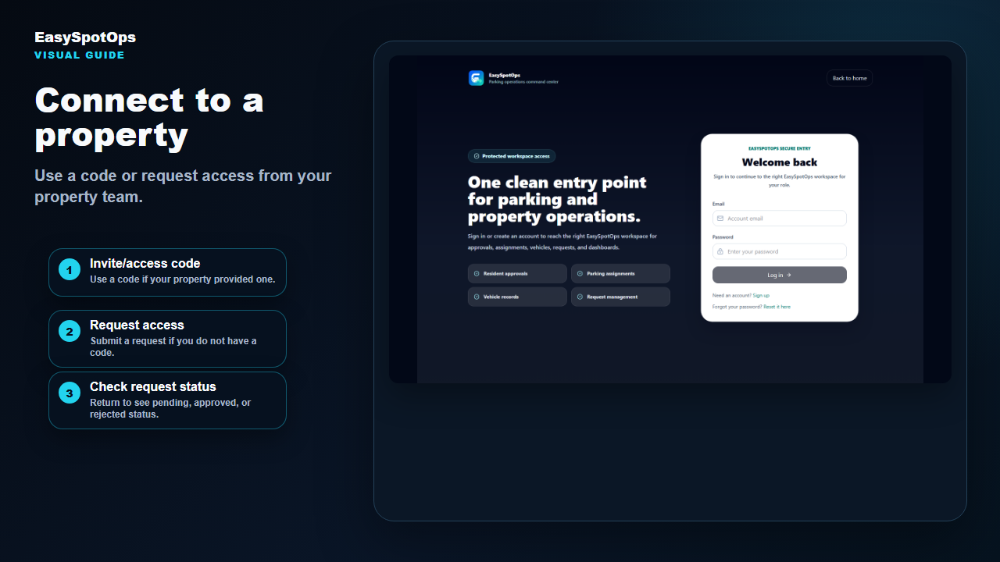 EasySpotOps
VISUAL GUIDE
Connect to a
property
Use a code or request access from your
property team.
1
Invite/access code
Use a code if your property provided one.
2
Request access
Submit a request if you do not have a
code.
3
Check request status
Return to see pending, approved, or
rejected status.
EasySpotOps
Parking operations command center
Back to home
Protected workspace access
One clean entry point
for parking and
property operations.
Sign in or create an account to reach the right EasySpotOps workspace for
approvals, assignments, vehicles, requests, and dashboards.
Resident approvals
Parking assignments
Vehicle records
Request management
EASYSPOTOPS SECURE ENTRY
Welcome back
Sign in to continue to the right EasySpotOps workspace for
your role.
Email
Account email
Password
Enter your password
Log in →
Need an account? Sign up
Forgot your password? Reset it here